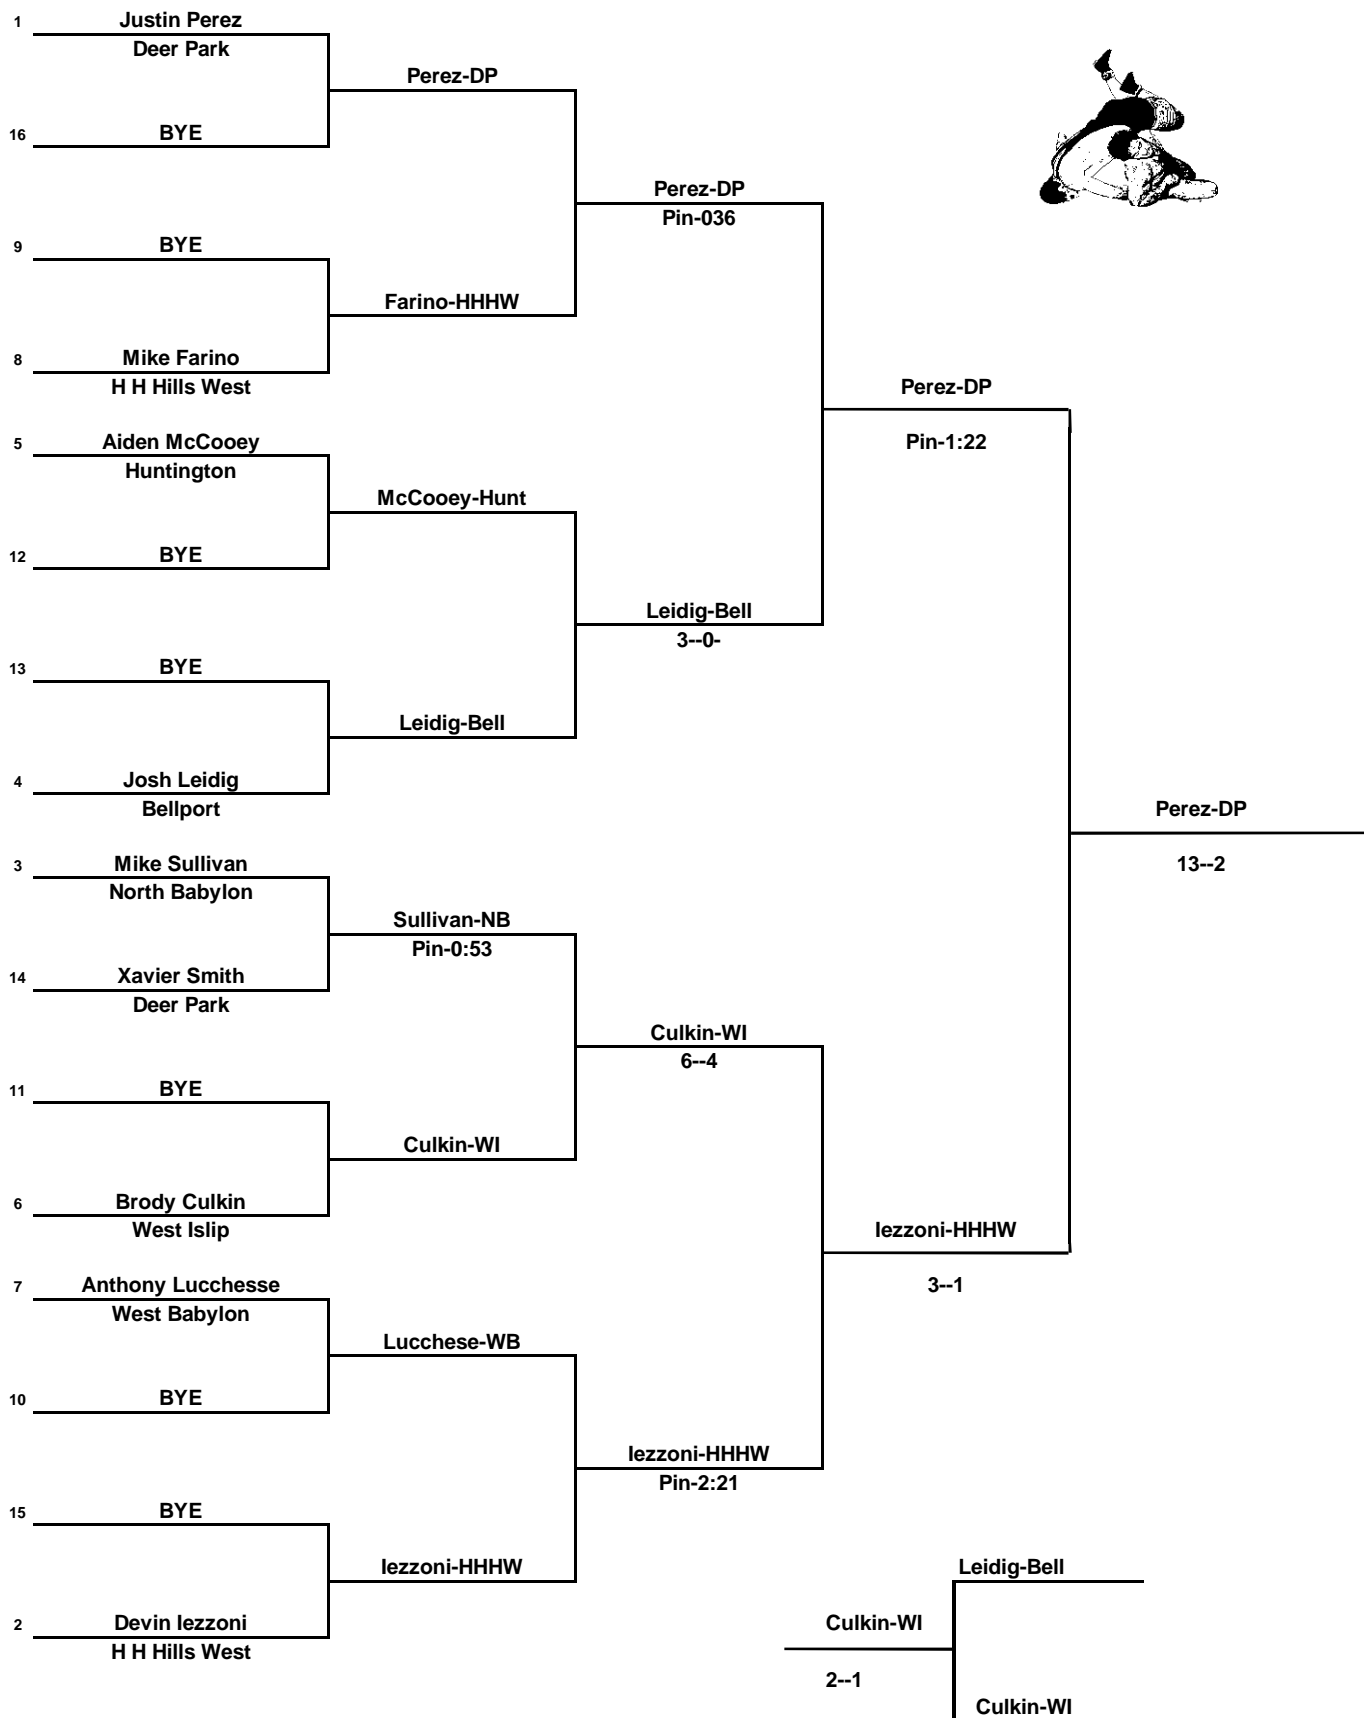 1 Justin Perez
Deer Park
Perez-DP
16 BYE
Perez-DP
Pin-036
9 BYE
Farino-HHHW
8 Mike Farino
H H Hills West
Perez-DP
Pin-1:22
5 Aiden McCooey
Huntington
McCooey-Hunt
12 BYE
Leidig-Bell
3--0-
13 BYE
Leidig-Bell
4 Josh Leidig
Bellport
Perez-DP
13--2
3 Mike Sullivan
North Babylon
Sullivan-NB
Pin-0:53
14 Xavier Smith
Deer Park
Culkin-WI
6--4
11 BYE
Culkin-WI
6 Brody Culkin
West Islip
Iezzoni-HHHW
3--1
7 Anthony Lucchesse
West Babylon
Lucchese-WB
10 BYE
Iezzoni-HHHW
Pin-2:21
15 BYE
Iezzoni-HHHW
2 Devin Iezzoni
H H Hills West
Leidig-Bell
Culkin-WI
2--1
Culkin-WI